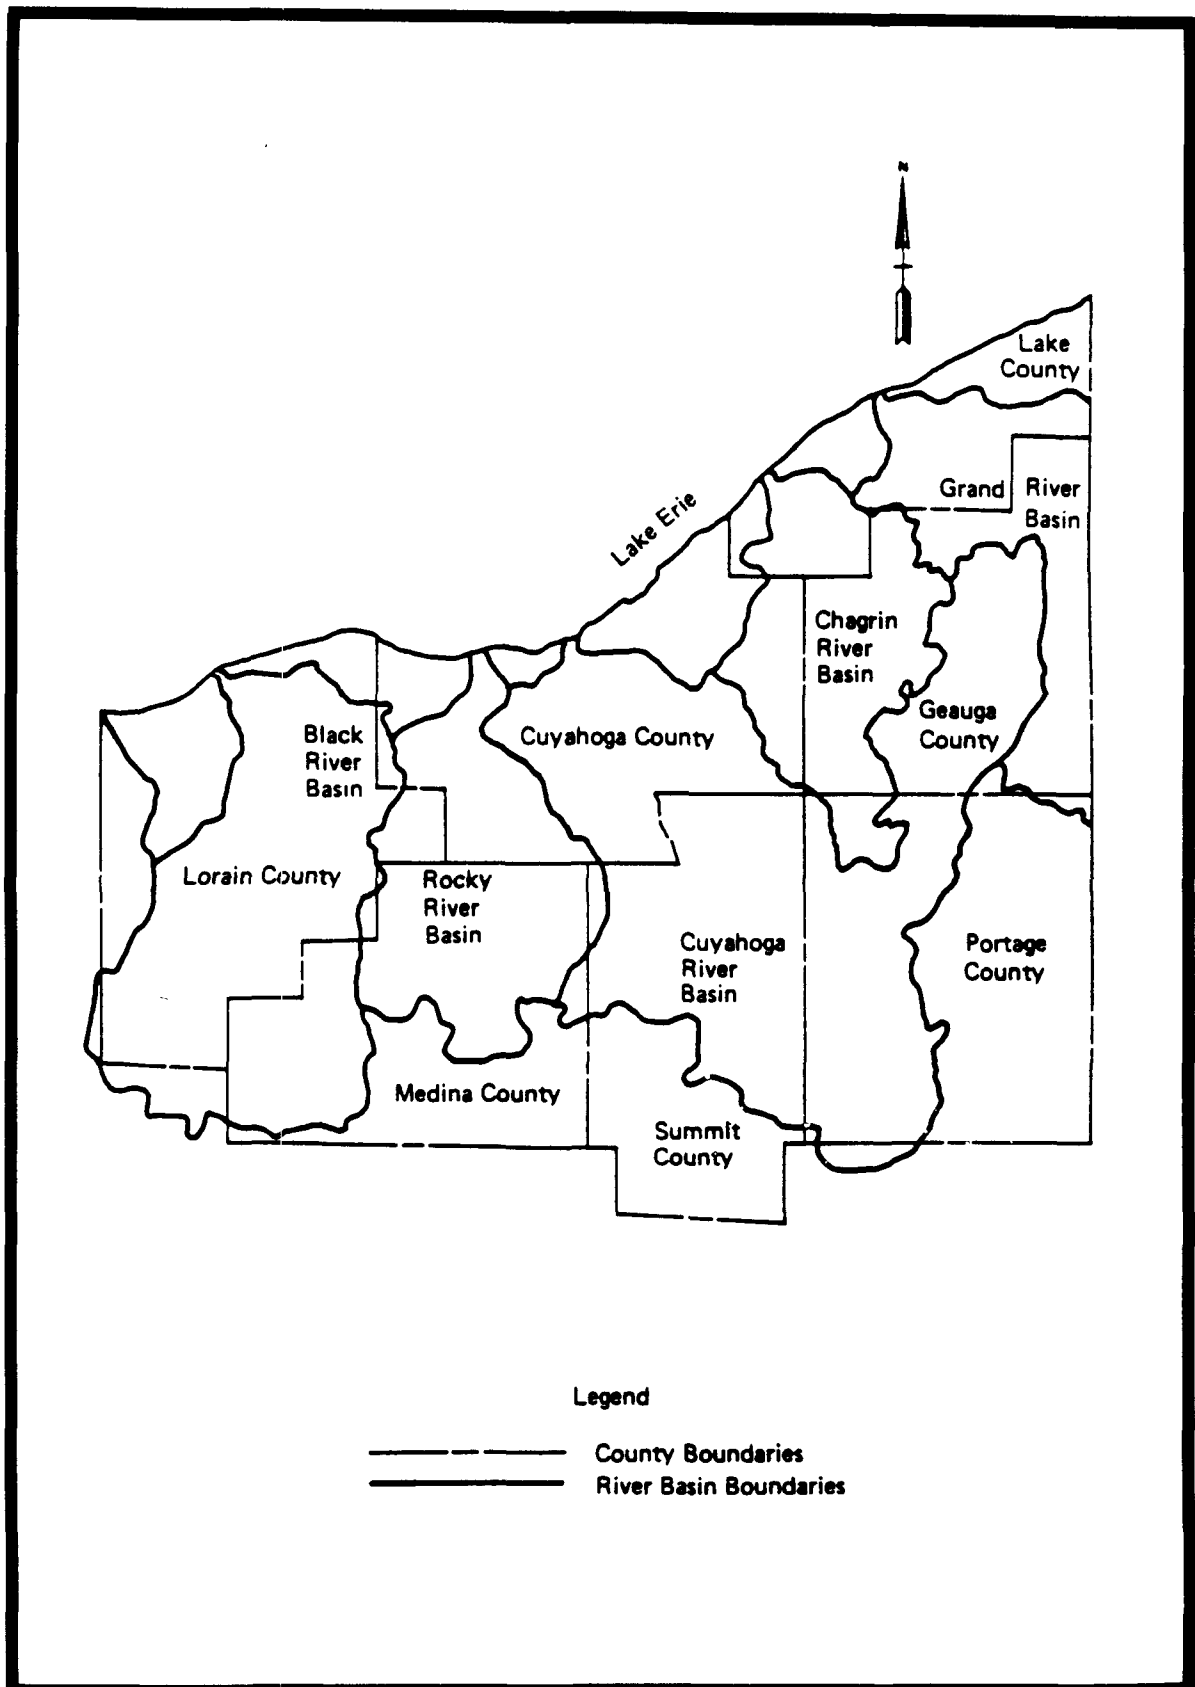 N
Lake
County
Grand River
Basin
Lake Erie
Chagrin
River
Basin
Geauga
County
Black
River
Basin
Cuyahoga County
Lorain County
Rocky
River
Basin
Cuyahoga
River
Basin
Portage
County
Medina County
Summit
County
Legend
County Boundaries
River Basin Boundaries